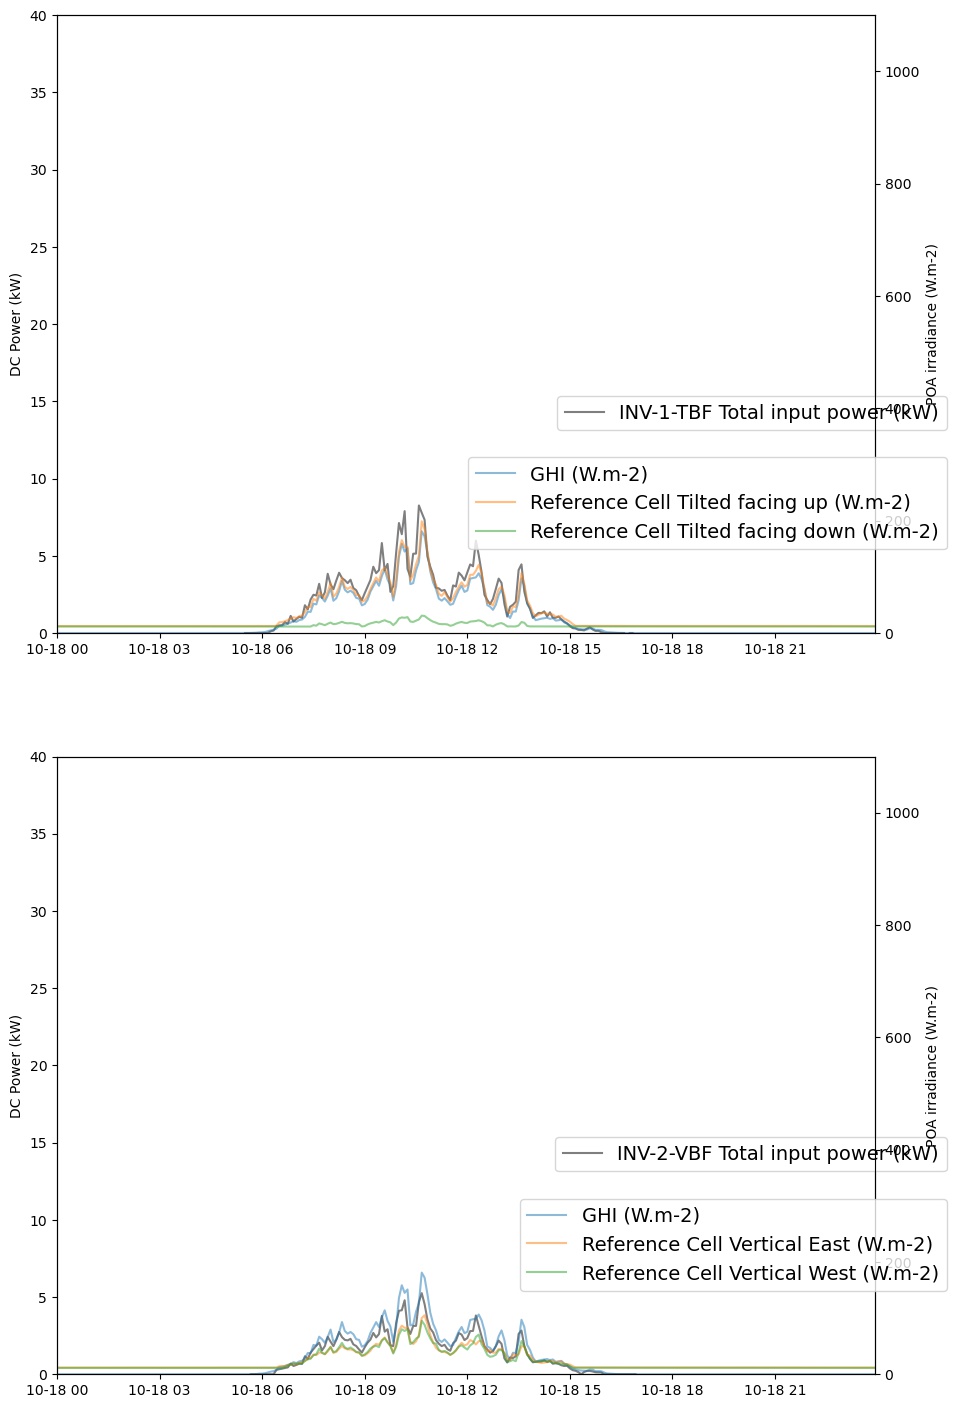 40
35
30
25
20
15
10
5
0
DC Power (kW)
1000
800
600
400
200
0
POA irradiance (W.m-2)
INV-1-TBF Total input power (kW)
GHI (W.m-2)
Reference Cell Tilted facing up (W.m-2)
Reference Cell Tilted facing down (W.m-2)
10-18 00 10-18 03 10-18 06 10-18 09 10-18 12 10-18 15 10-18 18 10-18 21
40
35
30
25
20
15
10
5
0
DC Power (kW)
1000
800
600
400
200
0
POA irradiance (W.m-2)
INV-2-VBF Total input power (kW)
GHI (W.m-2)
Reference Cell Vertical East (W.m-2)
Reference Cell Vertical West (W.m-2)
10-18 00 10-18 03 10-18 06 10-18 09 10-18 12 10-18 15 10-18 18 10-18 21